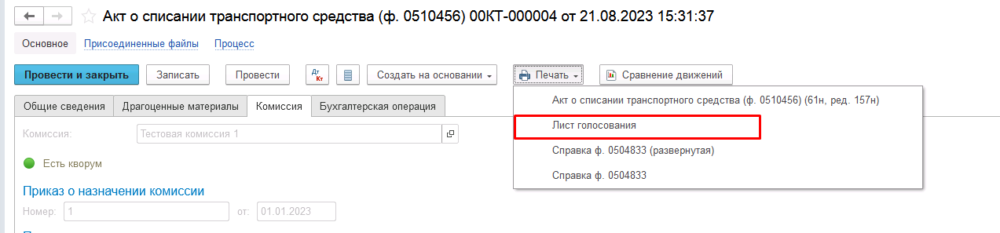 Акт о списании транспортного средства (ф. 0510456) 00КТ-000004 от 21.08.2023 15:31:37
Основное Присоединенные файлы Процесс
Провести и закрыть Записать Провести Дт Кт Создать на основании Печать Сравнение движений
Акт о списании транспортного средства (ф. 0510456) (61н, ред. 157н)
Лист голосования
Справка ф. 0504833 (развернутая)
Справка ф. 0504833
Общие сведения Драгоценные материалы Комиссия Бухгалтерская операция
Комиссия: Тестовая комиссия 1
Есть кворум
Приказ о назначении комиссии
Номер: 1 от: 01.01.2023